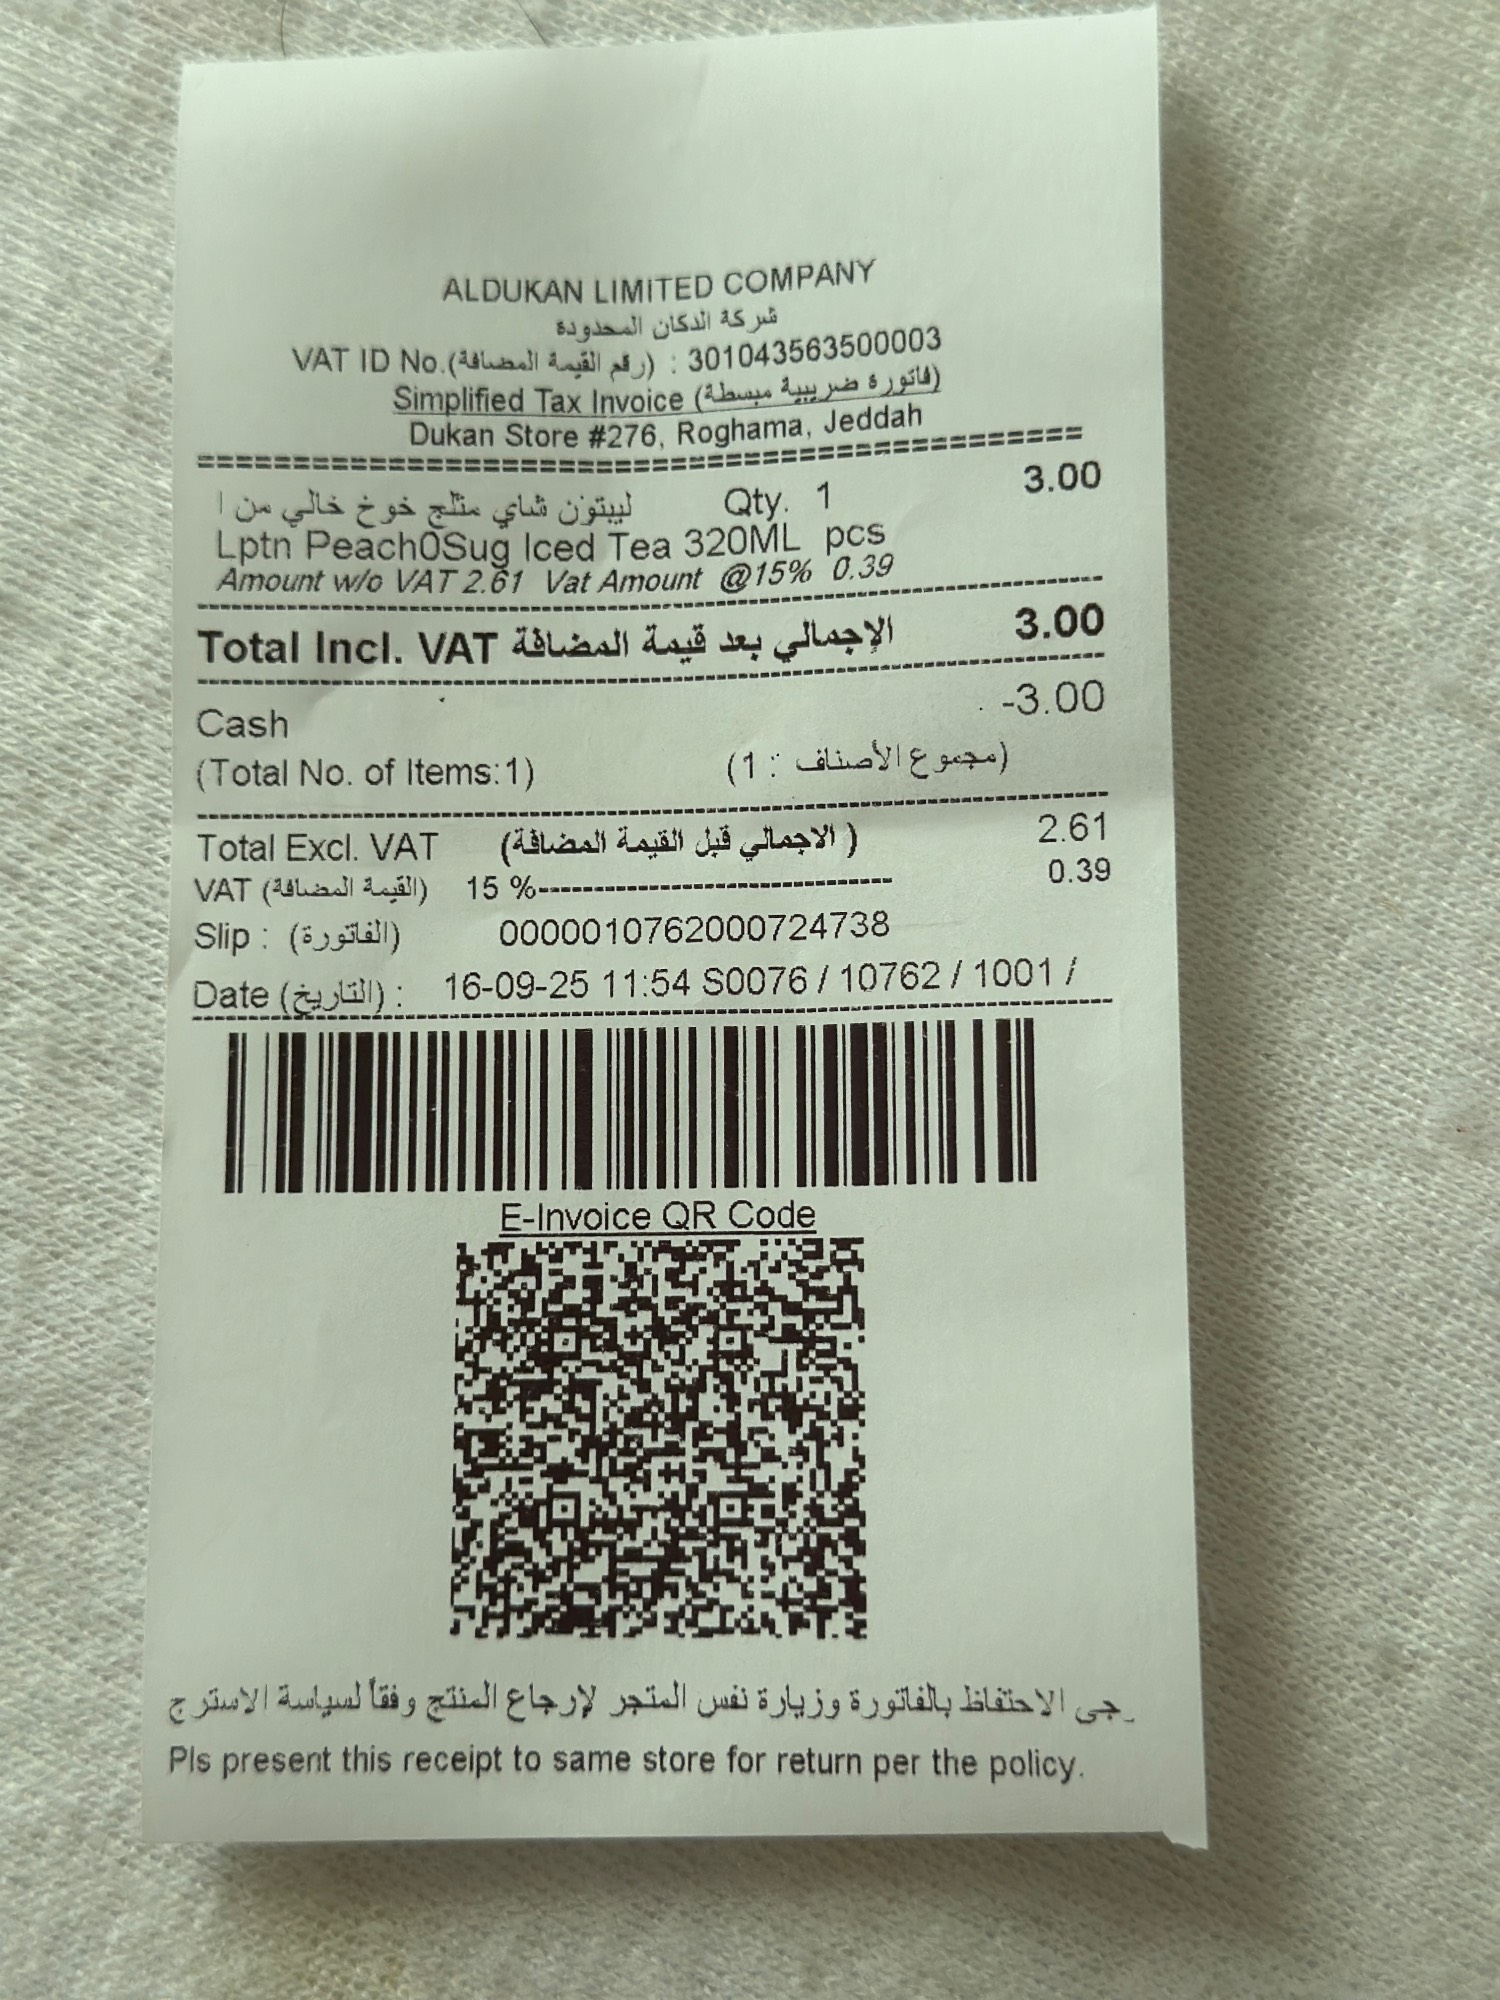 ALDUKAN LIMITED COMPANY
شركة الدكان المحدودة
VAT ID No.(رقم القيمة المضافة) : 301043563500003
Simplified Tax Invoice (فاتورة ضريبية مبسطة)
Dukan Store #276, Roghama, Jeddah
==========================================
ليبتون شاي مثلج خوخ خالي من ا Qty. 1 3.00
Lptn Peach0Sug Iced Tea 320ML pcs
Amount w/o VAT 2.61 Vat Amount @15% 0.39
Total Incl. VAT الإجمالي بعد قيمة المضافة 3.00
Cash -3.00
(Total No. of Items:1) (مجموع الأصناف : 1)
Total Excl. VAT (الاجمالي قبل القيمة المضافة ) 2.61
VAT (القيمة المضافة) 15 %------------------------------------ 0.39
Slip : (الفاتورة) 0000010762000724738
Date (التاريخ) : 16-09-25 11:54 S0076 / 10762 / 1001 /
E-Invoice QR Code
رجى الاحتفاظ بالفاتورة وزيارة نفس المتجر لإرجاع المنتج وفقاً لسياسة الاسترج
Pls present this receipt to same store for return per the policy.